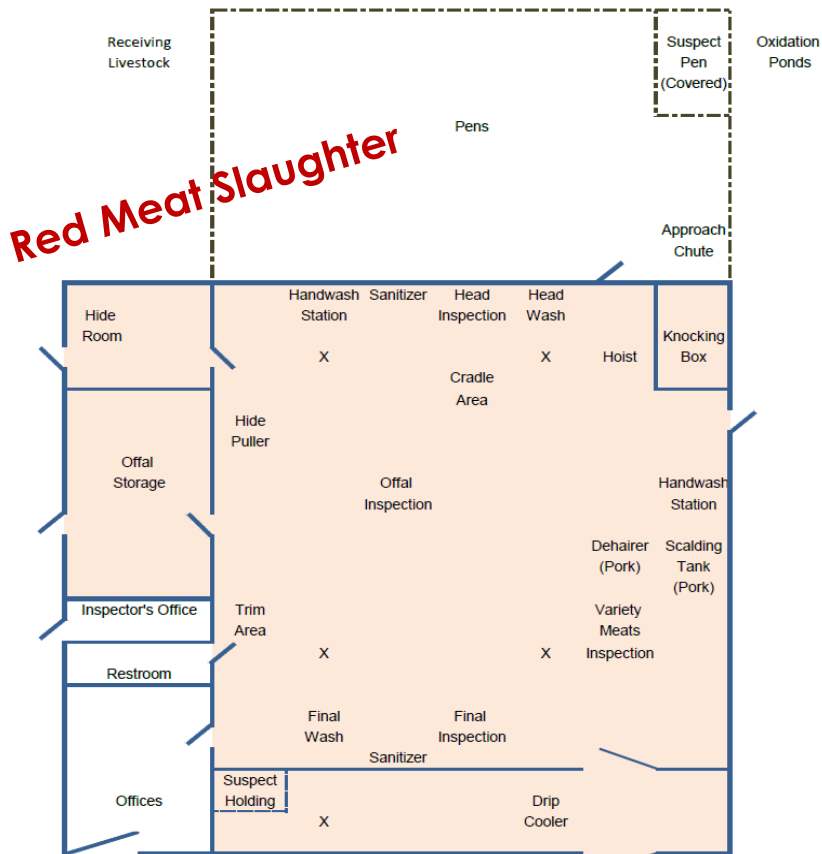 Receiving
Livestock
Suspect
Pen
(Covered)
Oxidation
Ponds
Pens
Red Meat Slaughter
Approach
Chute
Hide
Room
Handwash
Station
Sanitizer
Head
Inspection
Head
Wash
Knocking
Box
X
X
Hoist
Cradle
Area
Hide
Puller
Offal
Storage
Offal
Inspection
Handwash
Station
Dehairer
(Pork)
Scalding
Tank
(Pork)
Inspector's Office
Trim
Area
Variety
Meats
Inspection
X
X
Restroom
Final
Wash
Final
Inspection
Sanitizer
Suspect
Holding
Offices
X
Drip
Cooler